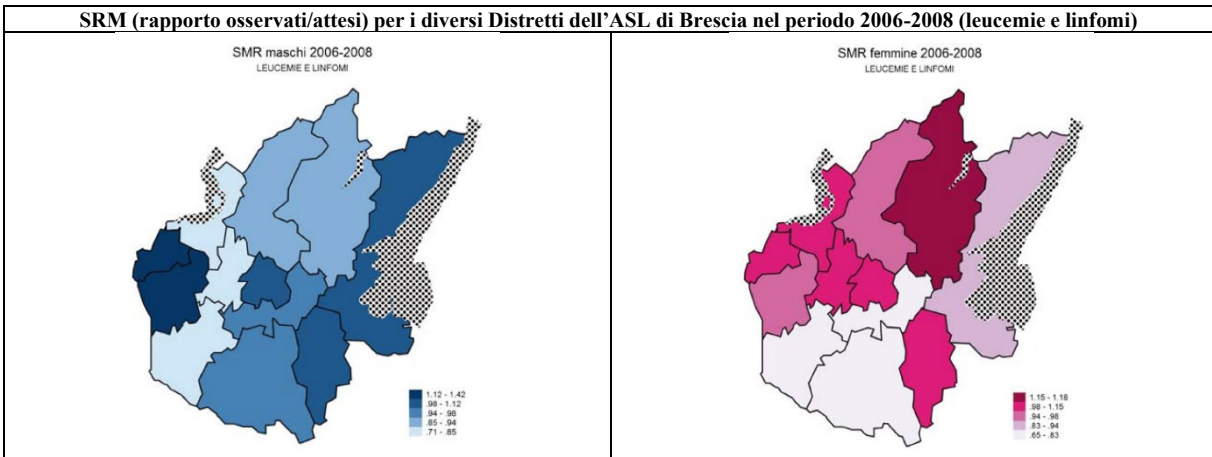 SRM (rapporto osservati/attesi) per i diversi Distretti dell’ASL di Brescia nel periodo 2006-2008 (leucemie e linfomi)
SMR maschi 2006-2008
LEUCEMIE E LINFOMI
1.12 - 1.42
.98 - 1.12
.94 - .98
.85 - .94
.71 - .85
SMR femmine 2006-2008
LEUCEMIE E LINFOMI
1.15 - 1.18
.98 - 1.15
.94 - .98
.83 - .94
.65 - .83